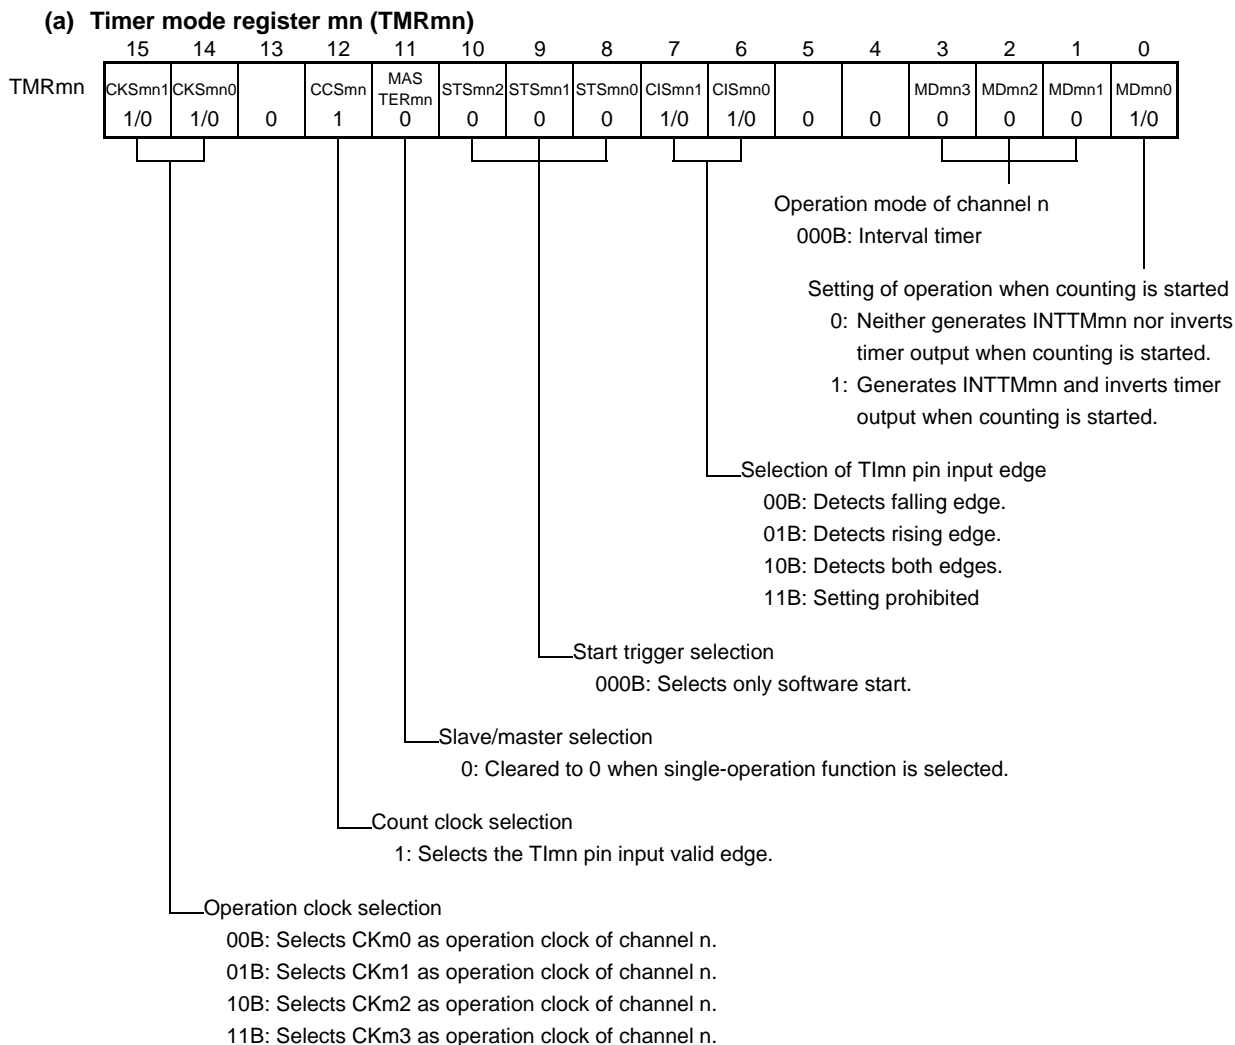 (a) Timer mode register mn (TMRmn)
15 14 13 12 11 10 9 8 7 6 5 4 3 2 1 0
TMRmn CKSmn1 CKSmn0 CCSmn MAS TERmn STSmn2 STSmn1 STSmn0 CISmn1 CISmn0 MDmn3 MDmn2 MDmn1 MDmn0
1/0 1/0 0 1 0 0 0 0 1/0 1/0 0 0 0 0 0 1/0
Operation mode of channel n
000B: Interval timer
Setting of operation when counting is started
0: Neither generates INTTMmn nor inverts
timer output when counting is started.
1: Generates INTTMmn and inverts timer
output when counting is started.
Selection of TImn pin input edge
00B: Detects falling edge.
01B: Detects rising edge.
10B: Detects both edges.
11B: Setting prohibited
Start trigger selection
000B: Selects only software start.
Slave/master selection
0: Cleared to 0 when single-operation function is selected.
Count clock selection
1: Selects the TImn pin input valid edge.
Operation clock selection
00B: Selects CKm0 as operation clock of channel n.
01B: Selects CKm1 as operation clock of channel n.
10B: Selects CKm2 as operation clock of channel n.
11B: Selects CKm3 as operation clock of channel n.